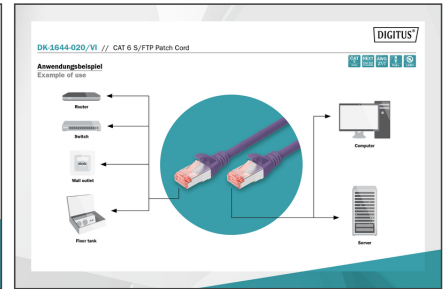 DIGITUS®
DK-1644-020/VI // CAT 6 S/FTP Patch Cord
Anwendungsbeispiel
Example of use
Router
Switch
Wall outlet
Floor tank
Computer
Server